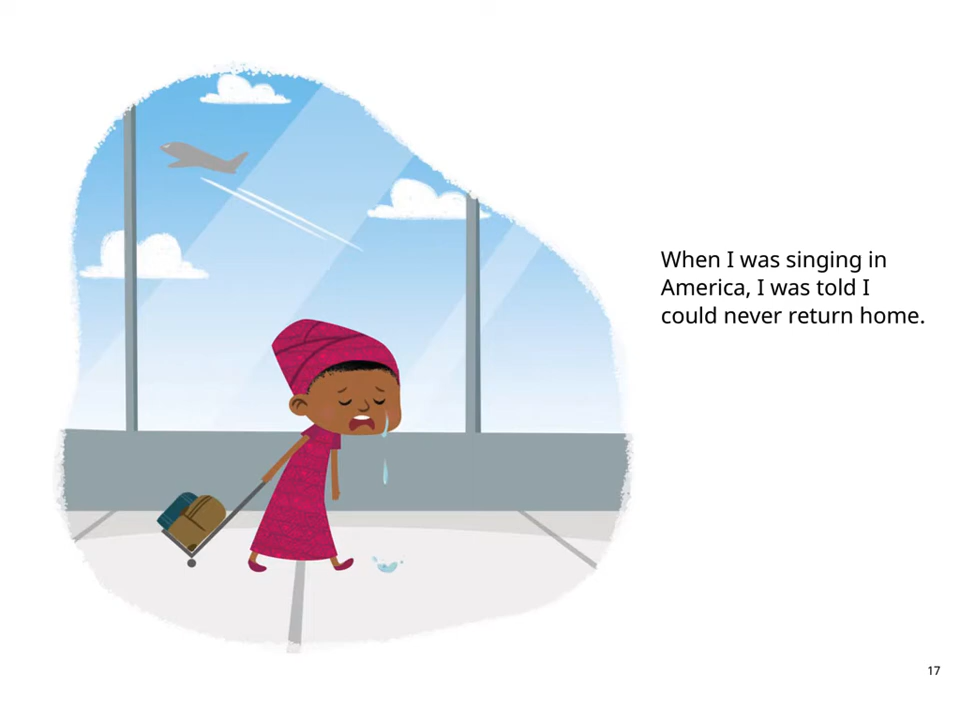 When I was singing in
America, I was told I
could never return home.
17